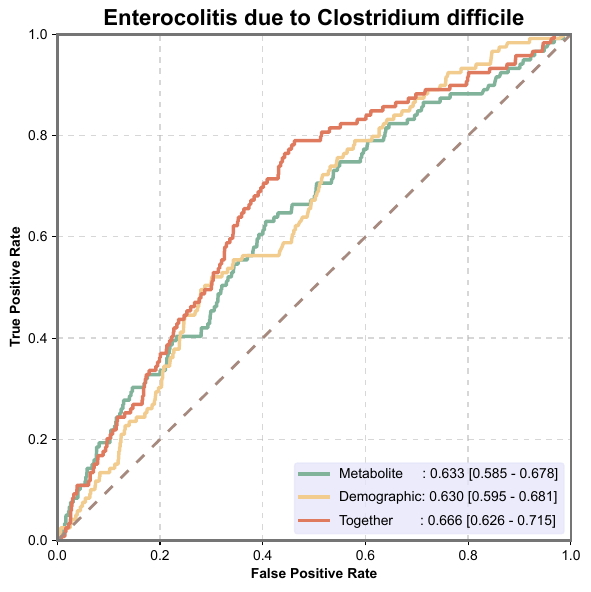 Enterocolitis due to Clostridium difficile
1.0
0.8
0.6
0.4
0.2
0.0
True Positive Rate
Metabolite : 0.633 [0.585 - 0.678]
Demographic: 0.630 [0.595 - 0.681]
Together : 0.666 [0.626 - 0.715]
0.0 0.2 0.4 0.6 0.8 1.0
False Positive Rate